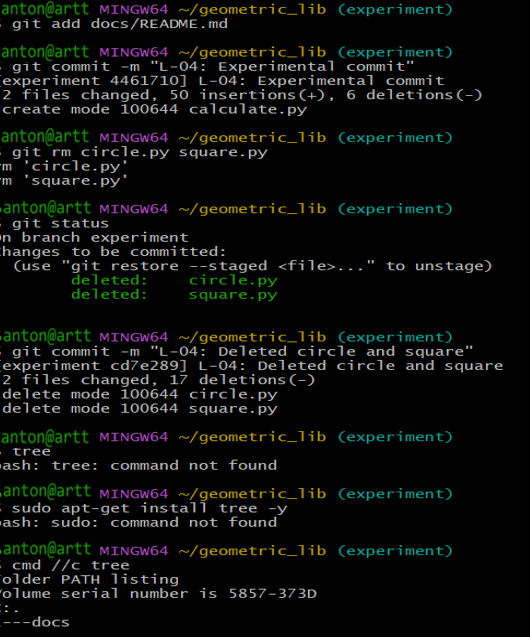 anton@artt MINGW64 ~/geometric_lib (experiment)
$ git add docs/README.md
anton@artt MINGW64 ~/geometric_lib (experiment)
$ git commit -m "L-04: Experimental commit"
[experiment 4461710] L-04: Experimental commit
2 files changed, 50 insertions(+), 6 deletions(-)
create mode 100644 calculate.py
anton@artt MINGW64 ~/geometric_lib (experiment)
$ git rm circle.py square.py
rm 'circle.py'
rm 'square.py'
anton@artt MINGW64 ~/geometric_lib (experiment)
$ git status
On branch experiment
Changes to be committed:
(use "git restore --staged <file>..." to unstage)
deleted: circle.py
deleted: square.py
anton@artt MINGW64 ~/geometric_lib (experiment)
$ git commit -m "L-04: Deleted circle and square"
[experiment cd7e289] L-04: Deleted circle and square
2 files changed, 17 deletions(-)
delete mode 100644 circle.py
delete mode 100644 square.py
anton@artt MINGW64 ~/geometric_lib (experiment)
$ tree
bash: tree: command not found
anton@artt MINGW64 ~/geometric_lib (experiment)
$ sudo apt-get install tree -y
bash: sudo: command not found
anton@artt MINGW64 ~/geometric_lib (experiment)
$ cmd //c tree
Folder PATH listing
Volume serial number is 5857-373D
C:.
---docs